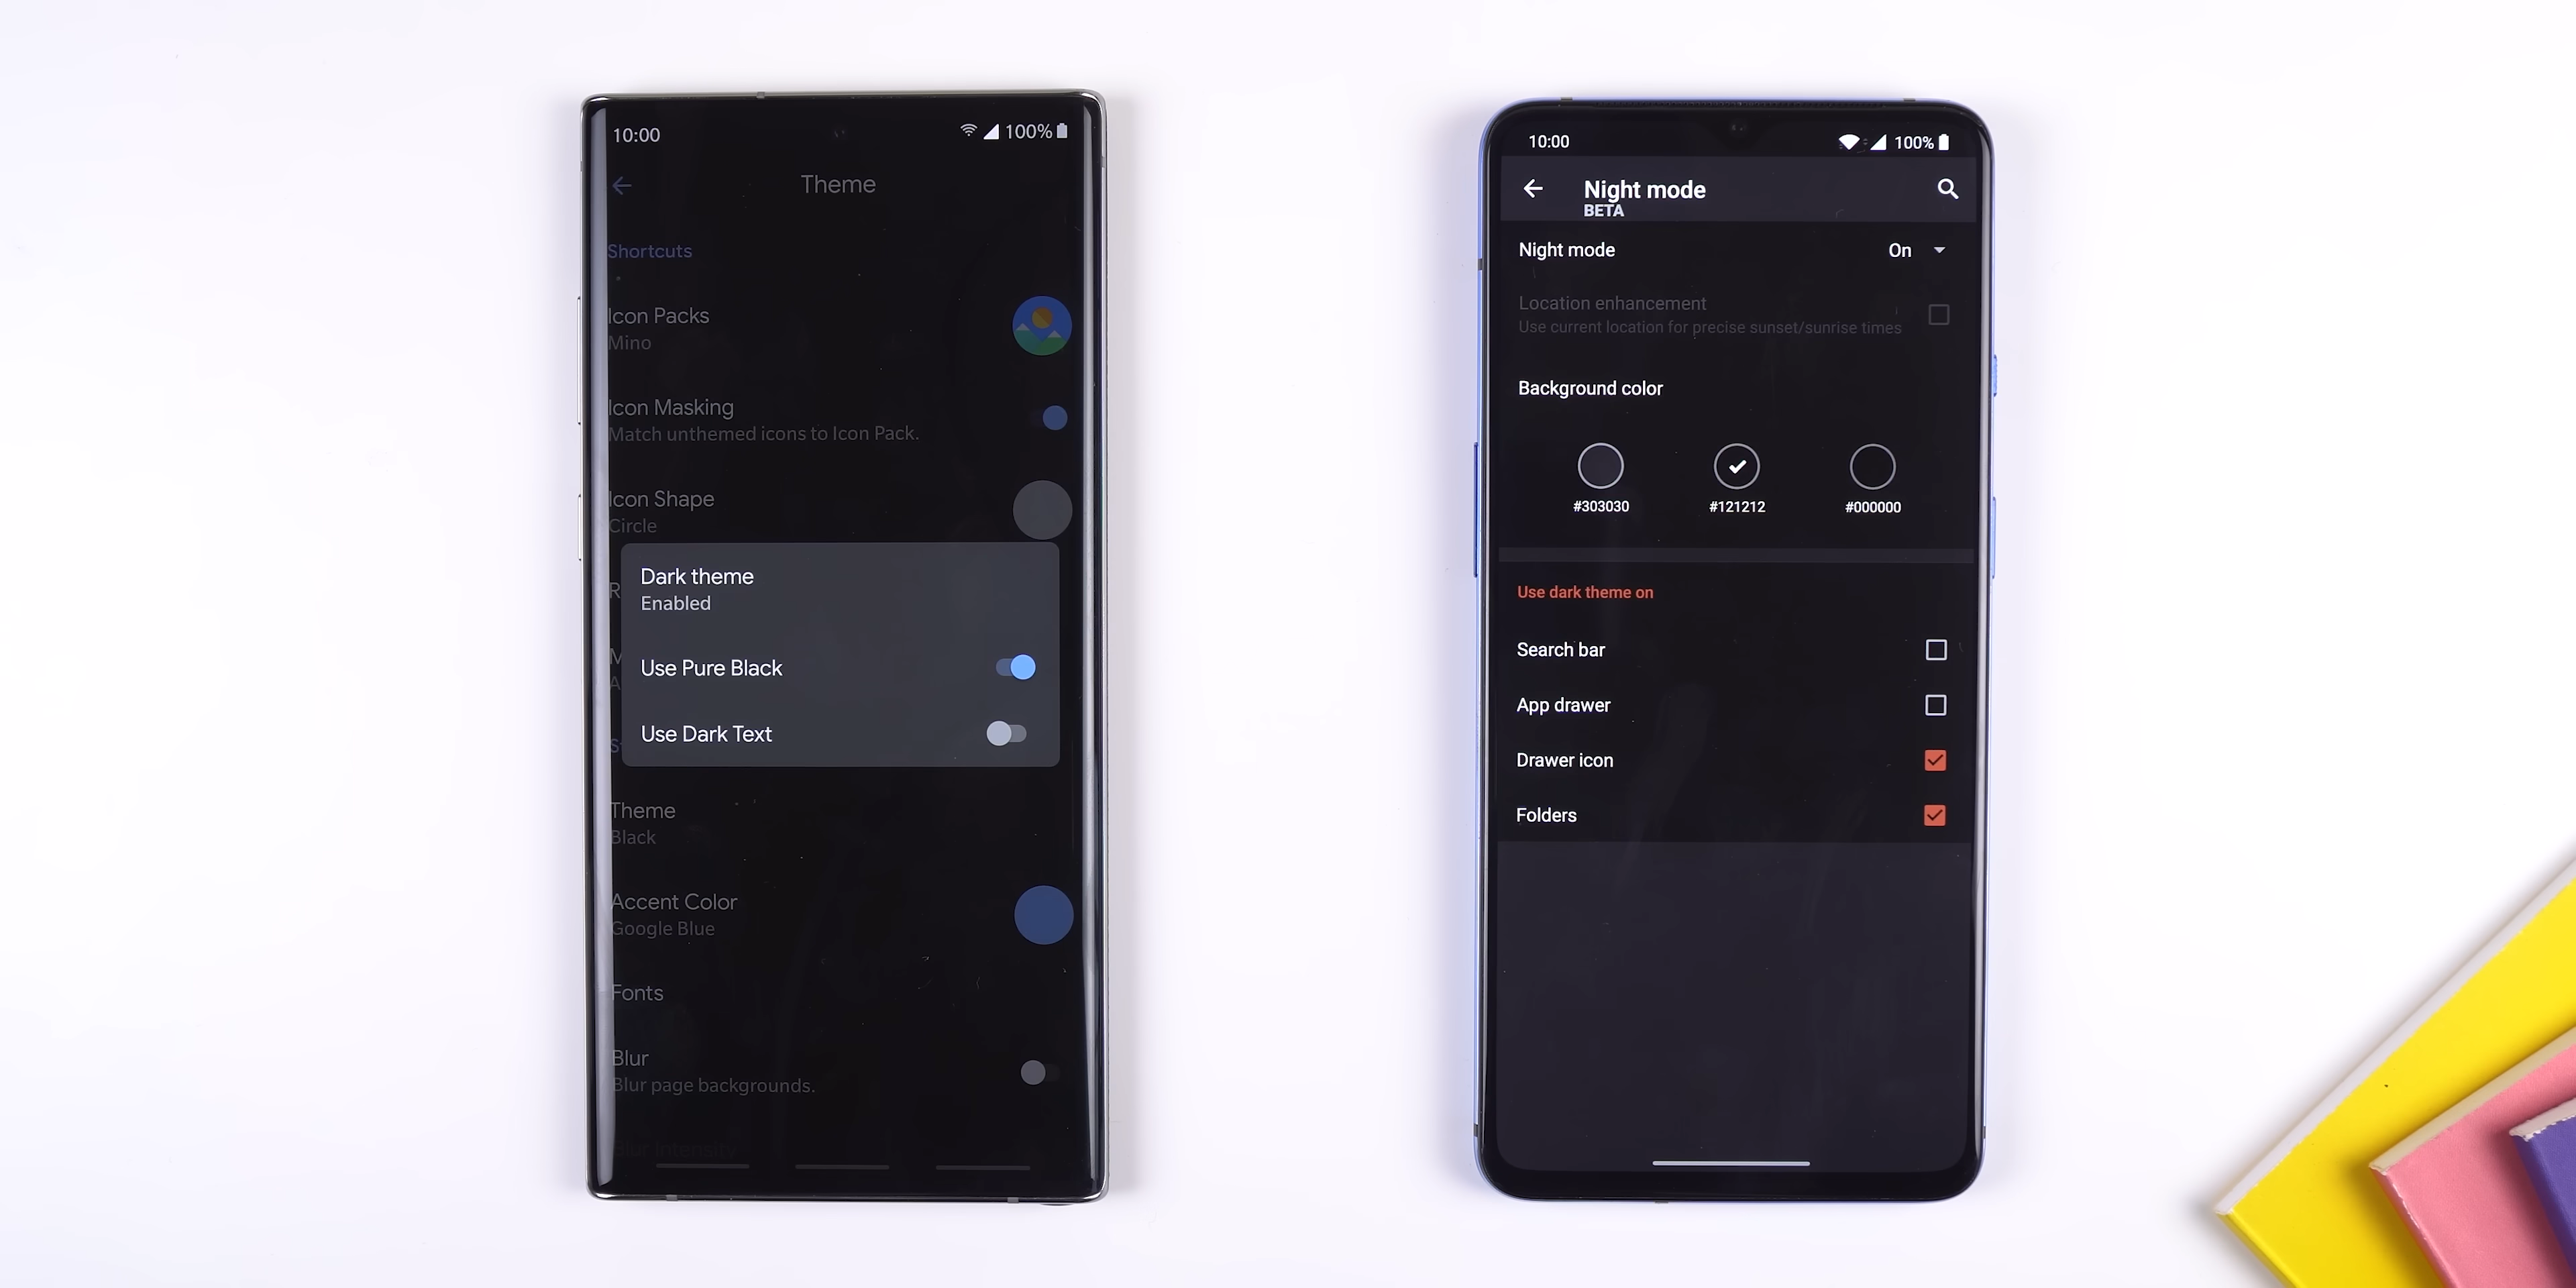 10:00
100%
Theme
Shortcuts
Icon Packs
Mino
Icon Masking
Match unthemed icons to Icon Pack.
Icon Shape
Circle
Dark theme
Enabled
Use Pure Black
Use Dark Text
Theme
Black
Accent Color
Google Blue
Fonts
Blur
Blur page backgrounds.
Blur intensity
10:00
100%
Night mode
BETA
Night mode
On
Location enhancement
Use current location for precise sunset/sunrise times
Background color
#303030
#121212
#000000
Use dark theme on
Search bar
App drawer
Drawer icon
Folders